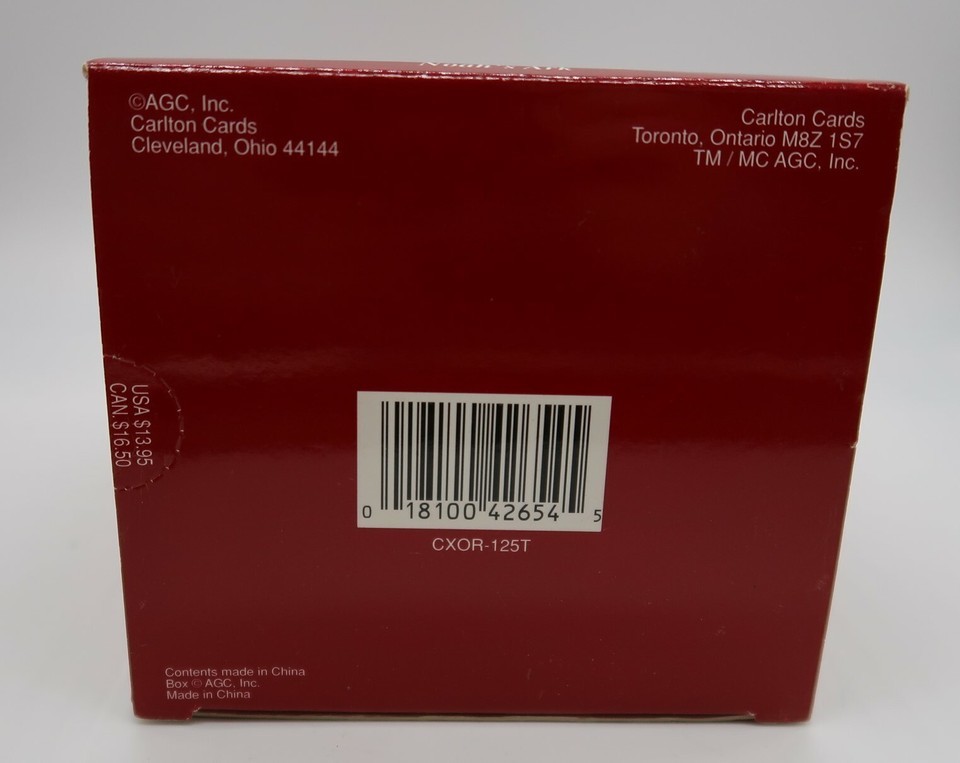 Noah's Ark
©AGC, Inc.
Carlton Cards
Cleveland, Ohio 44144
Carlton Cards
Toronto, Ontario M8Z 1S7
TM / MC AGC, Inc.
USA $13.95
CAN. $16.50
0 18100 42654 5
CXOR-125T
Contents made in China
Box © AGC, Inc.
Made in China